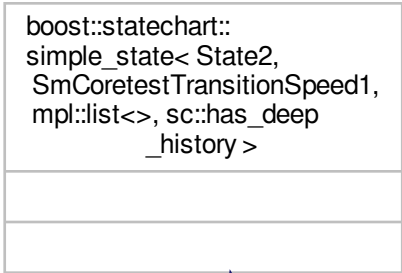 boost::statechart::
simple_state< State2,
SmCoretestTransitionSpeed1,
mpl::list<>, sc::has_deep
_history >